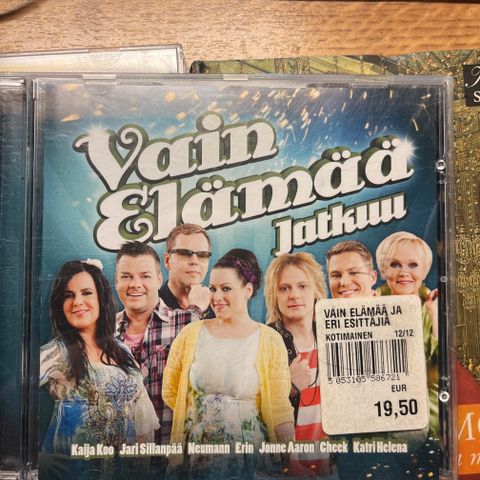 Vain
Elämää
Jatkuu
VAIN ELÄMÄÄ JA
ERI ESITTÄJIÄ
KOTIMAINEN 12/12
5 053105 586721
EUR
19,50
Kaija Koo Jari Sillanpää Neumann Erin Jonne Aaron Cheek Katri Helena